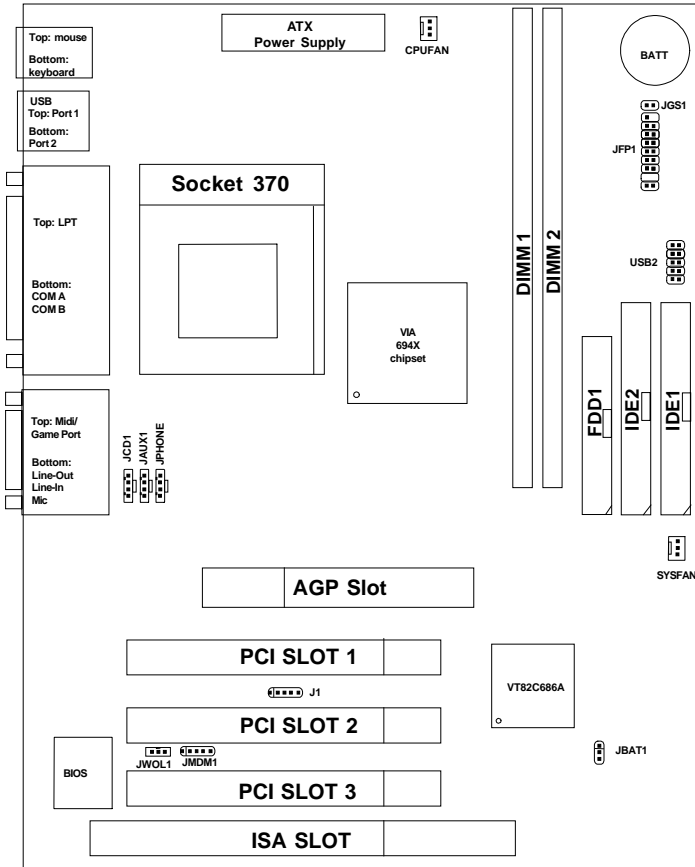 Top: mouse
Bottom:
keyboard
ATX
Power Supply
CPUFAN
BATT
USB
Top: Port 1
Bottom:
Port 2
JGS1
JFP1
Socket 370
Top: LPT
Bottom:
COM A
COM B
DIMM 1
DIMM 2
USB2
VIA
694X
chipset
FDD1
IDE2
IDE1
Top: Midi/
Game Port
Bottom:
Line-Out
Line-In
Mic
JCD1
JAUX1
JPHONE
SYSFAN
AGP Slot
PCI SLOT 1
VT82C686A
J1
PCI SLOT 2
JBAT1
BIOS
JWOL1
JMDM1
PCI SLOT 3
ISA SLOT